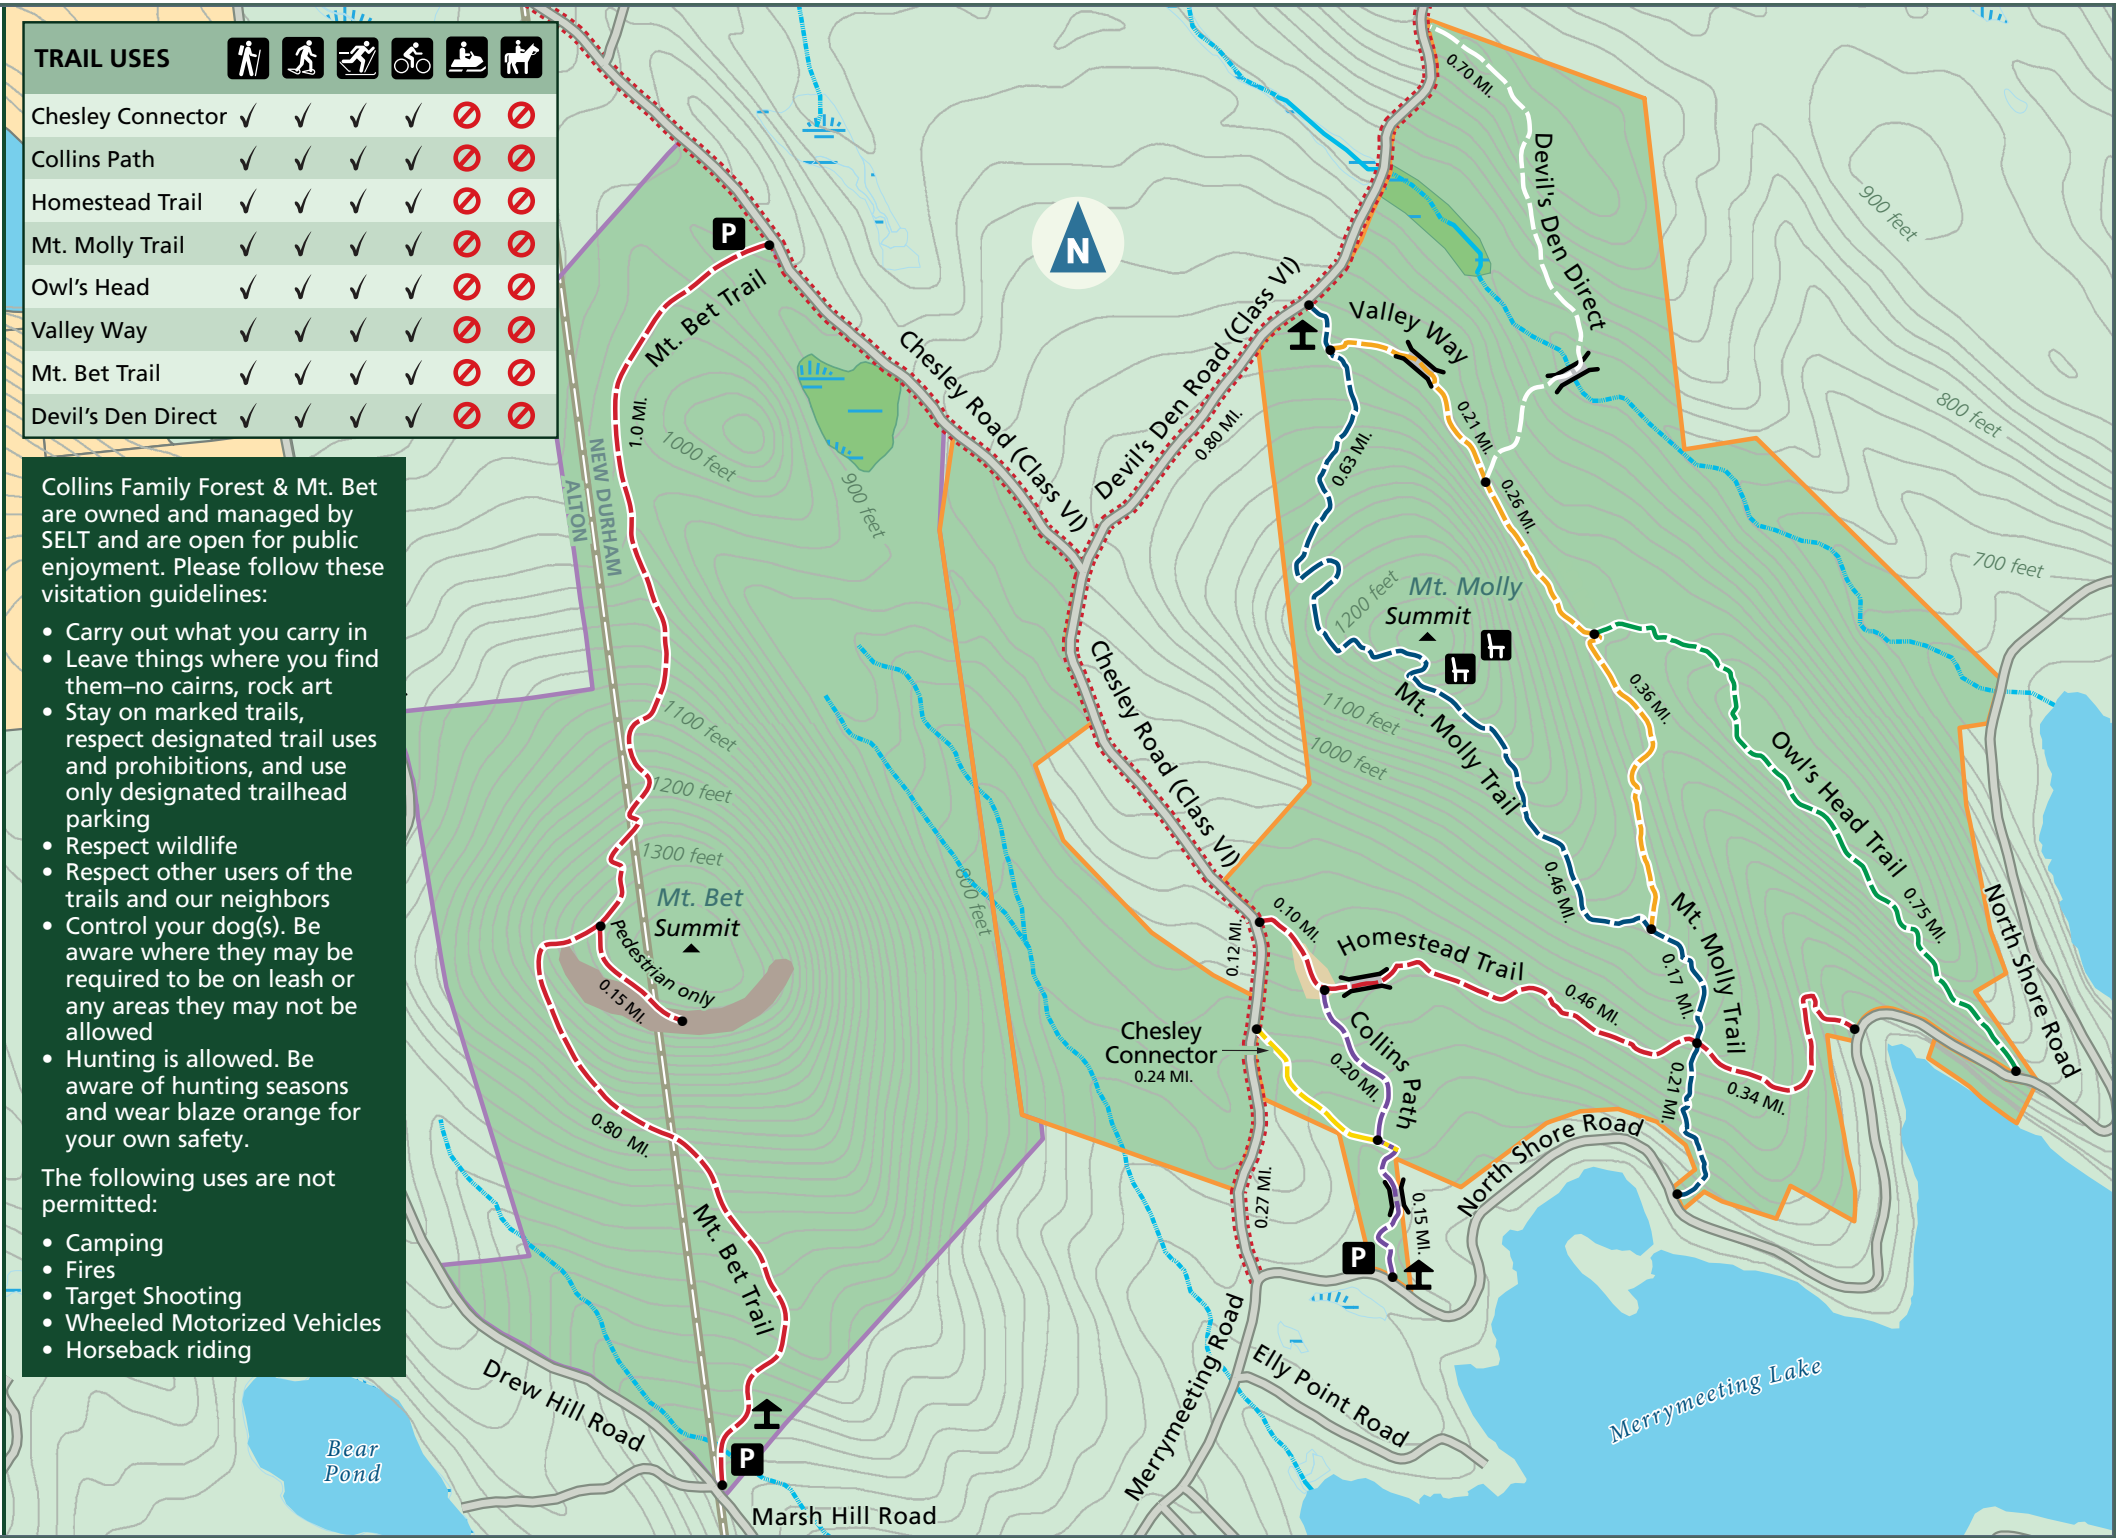 TRAIL USES
Chesley Connector
Collins Path
Homestead Trail
Mt. Molly Trail
Owl's Head
Valley Way
Mt. Bet Trail
Devil's Den Direct
Collins Family Forest & Mt. Bet
are owned and managed by
SELT and are open for public
enjoyment. Please follow these
visitation guidelines:
• Carry out what you carry in
• Leave things where you find
them–no cairns, rock art
• Stay on marked trails,
respect designated trail uses
and prohibitions, and use
only designated trailhead
parking
• Respect wildlife
• Respect other users of the
trails and our neighbors
• Control your dog(s). Be
aware where they may be
required to be on leash or
any areas they may not be
allowed
• Hunting is allowed. Be
aware of hunting seasons
and wear blaze orange for
your own safety.
The following uses are not
permitted:
• Camping
• Fires
• Target Shooting
• Wheeled Motorized Vehicles
• Horseback riding
P
Mt. Bet Trail
1.0 MI.
1000 feet
900 feet
NEW DURHAM
ALTON
1100 feet
1200 feet
1300 feet
Mt. Bet
Summit
Pedestrian only
0.15 MI.
0.80 MI.
Mt. Bet Trail
P
Drew Hill Road
Marsh Hill Road
Bear
Pond
800 feet
N
Chesley Road (Class VI)
Devil's Den Road (Class VI)
0.80 MI.
Chesley Road (Class VI)
0.70 MI.
Devil's Den Direct
Valley Way
0.21 MI.
0.26 MI.
0.63 MI.
1200 feet
Mt. Molly
Summit
1100 feet
1000 feet
Mt. Molly Trail
0.46 MI.
0.36 MI.
Owl's Head Trail
0.75 MI.
900 feet
800 feet
700 feet
North Shore Road
Mt. Molly Trail
0.17 MI.
0.21 MI.
0.34 MI.
0.10 MI.
0.12 MI.
Homestead Trail
0.46 MI.
Chesley
Connector
0.24 MI.
Collins Path
0.20 MI.
0.15 MI.
0.27 MI.
P
North Shore Road
Merrymeeting Road
Elly Point Road
Merrymeeting Lake